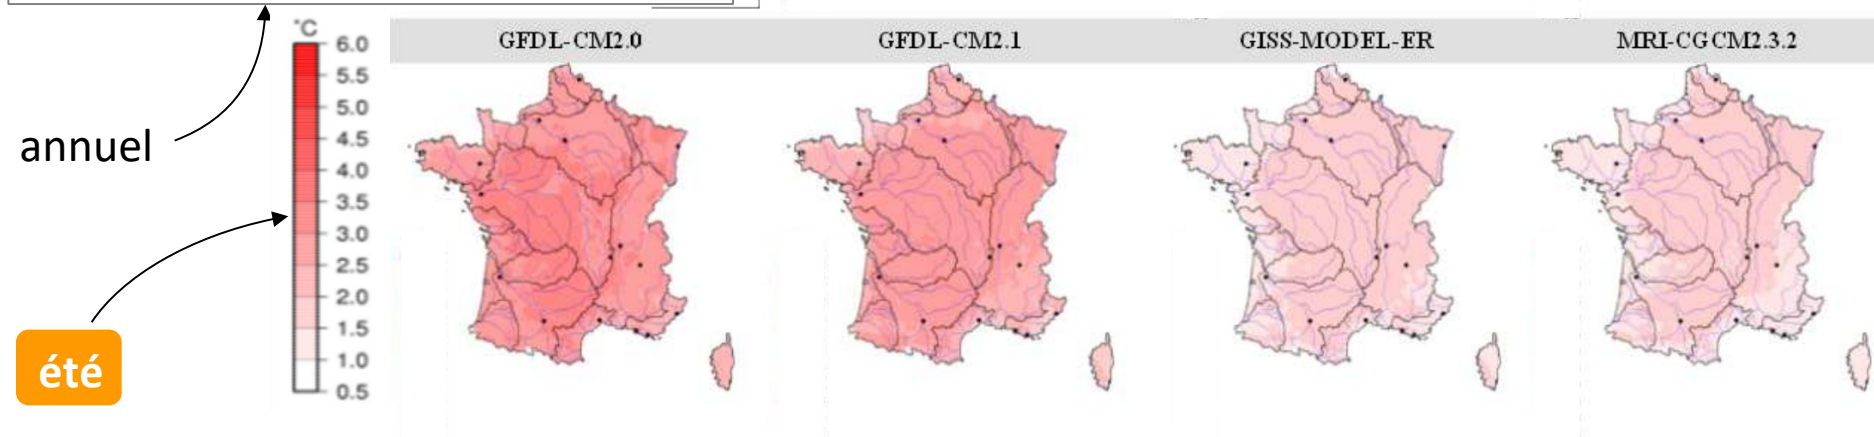 °C
6.0
5.5
5.0
4.5
4.0
3.5
3.0
2.5
2.0
1.5
1.0
0.5
GFDL-CM2.0
GFDL-CM2.1
GISS-MODEL-ER
MRI-CGCM2.3.2
annuel
été